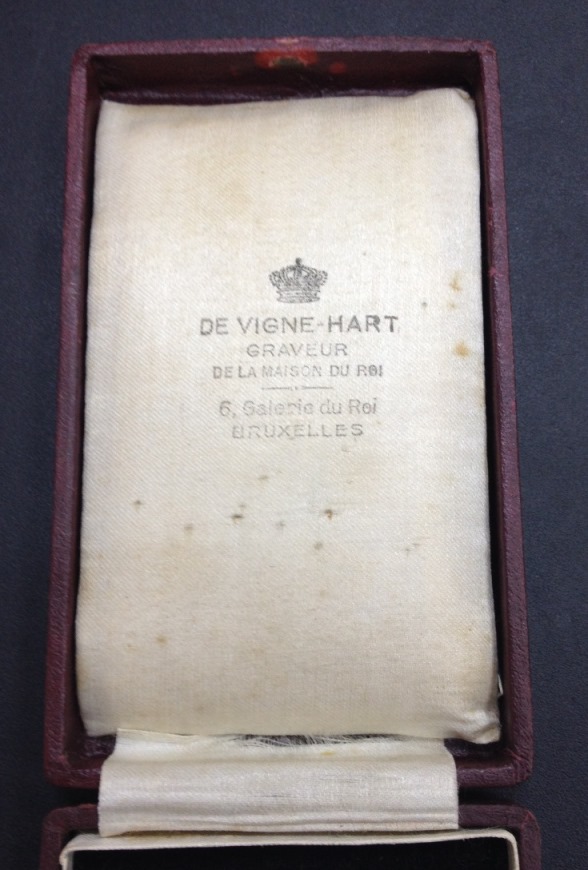 DE VIGNE-HART
GRAVEUR
DE LA MAISON DU ROI
6, Galerie du Roi
BRUXELLES